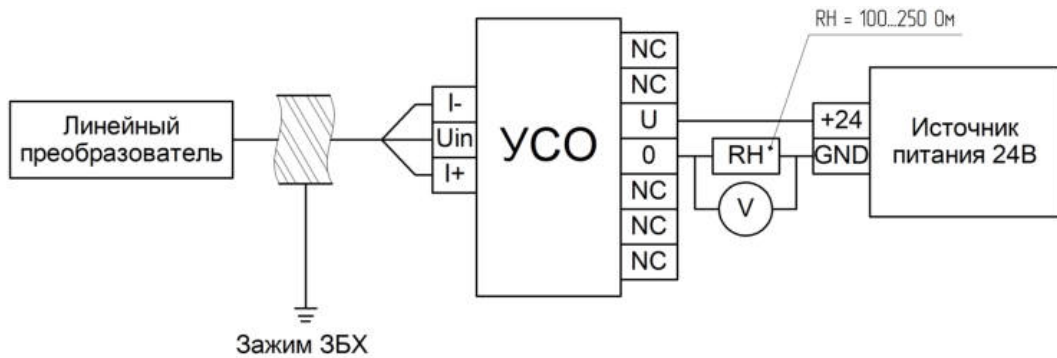 RH = 100...250 Ом
Линейный
преобразователь
I-
Uin
I+
УСО
NC
NC
U
0
NC
NC
NC
RH*
V
+24
GND
Источник
питания 24В
Зажим ЗБХ